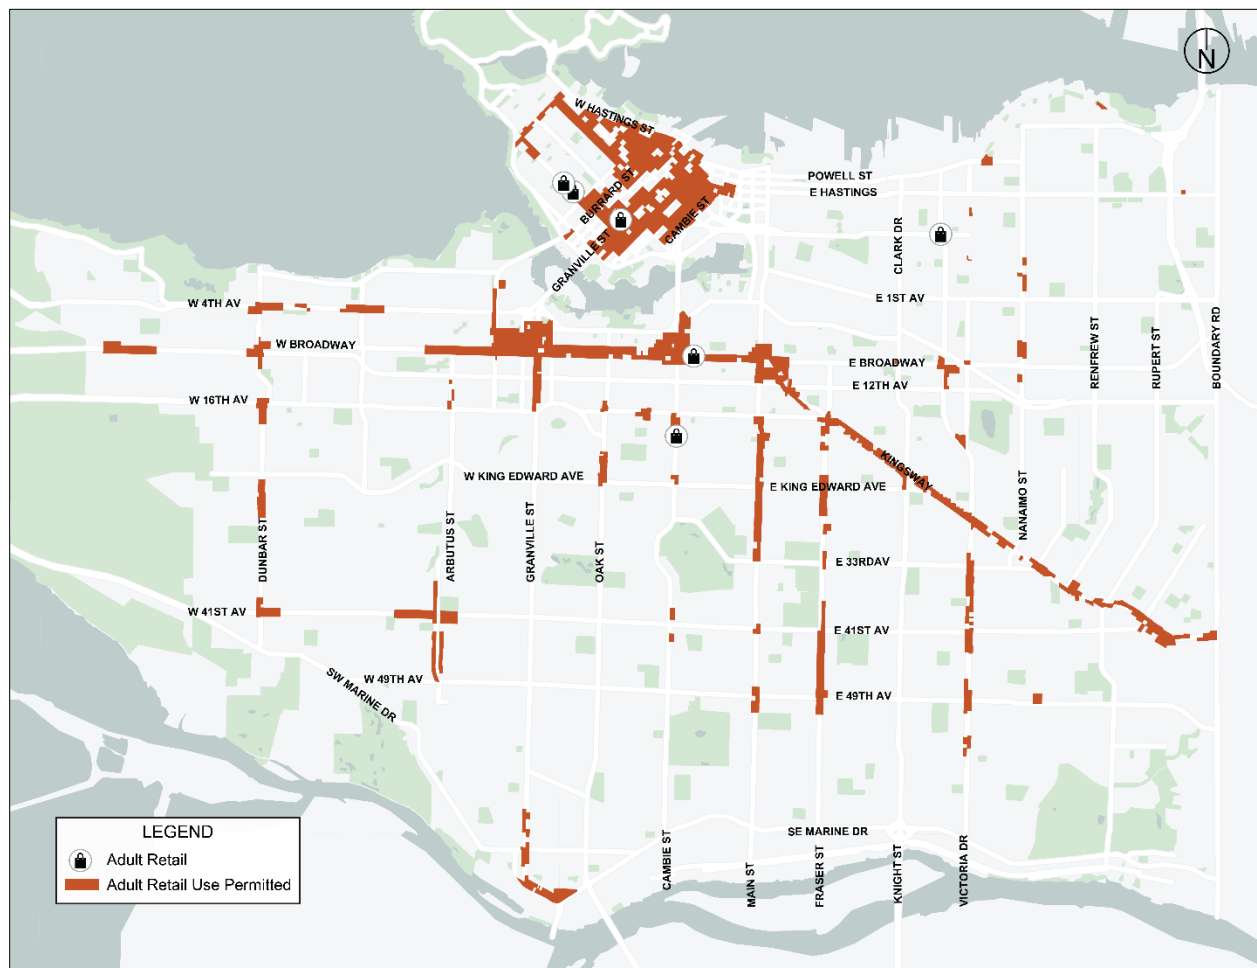 N
W HASTINGS ST
POWELL ST
E HASTINGS
BURRARD ST
CAMBIE ST
GRANVILLE ST
CLARK DR
W 4TH AV
E 1ST AV
W BROADWAY
E BROADWAY
RENFREW ST
RUPERT ST
BOUNDARY RD
E 12TH AV
W 16TH AV
KINGSWAY
W KING EDWARD AVE
E KING EDWARD AVE
NANAIMO ST
DUNBAR ST
ARBUTUS ST
GRANVILLE ST
OAK ST
E 33RDAV
W 41ST AV
E 41ST AV
W 49TH AV
E 49TH AV
SW MARINE DR
SE MARINE DR
CAMBIE ST
MAIN ST
FRASER ST
KNIGHT ST
VICTORIA DR
LEGEND
Adult Retail
Adult Retail Use Permitted